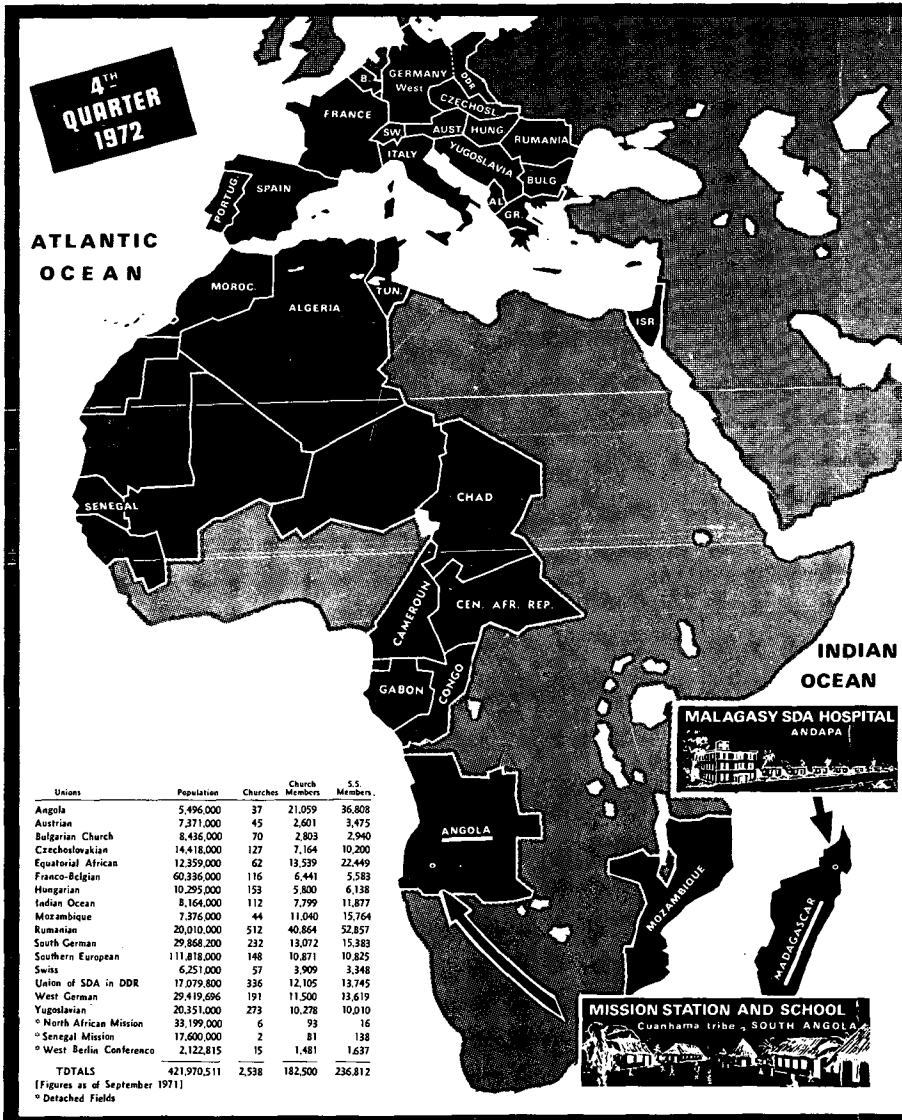 4TH
QUARTER
1972
ATLANTIC
OCEAN
B.
GERMANY
West
DDR
FRANCE
CZECHOSL
SW.
AUST
HUNG
RUMANIA
ITALY
YUGOSLAVIA
BULG
AL
GR.
PORTUG.
SPAIN
MOROC.
ALGERIA
TUN.
ISR.
SENEGAL
CHAD
CAMEROUN
CEN. AFR. REP.
GABON
CONGO
INDIAN
OCEAN
MALAGASY SDA HOSPITAL
ANDAPA
ANGOLA
MOZAMBIQUE
MADAGASCAR
MISSION STATION AND SCHOOL
Cuanhama tribe, SOUTH ANGOLA
Unions Population Churches Church Members S.S. Members
Angola 5,496,000 37 21,059 36,808
Austrian 7,371,000 45 2,601 3,475
Bulgarian Church 8,436,000 70 2,803 2,940
Czechoslovakian 14,418,000 127 7,164 10,200
Equatorial African 12,359,000 62 13,539 22,449
Franco-Belgian 60,336,000 116 6,441 5,583
Hungarian 10,295,000 153 5,800 6,138
Indian Ocean 8,164,000 112 7,799 11,877
Mozambique 7,376,000 44 11,040 15,764
Rumanian 20,010,000 512 40,864 52,857
South German 29,868,200 232 13,072 15,383
Southern European 111,818,000 148 10,871 10,825
Swiss 6,251,000 57 3,909 3,348
Union of SDA in DDR 17,079,800 336 12,105 13,745
West German 29,419,696 191 11,500 13,619
Yugoslavian 20,351,000 273 10,278 10,010
° North African Mission 33,199,000 6 93 16
° Senegal Mission 17,600,000 2 81 138
° West Berlin Conference 2,122,815 15 1,481 1,637
TOTALS 421,970,511 2,538 182,500 236,812
[Figures as of September 1971]
° Detached Fields